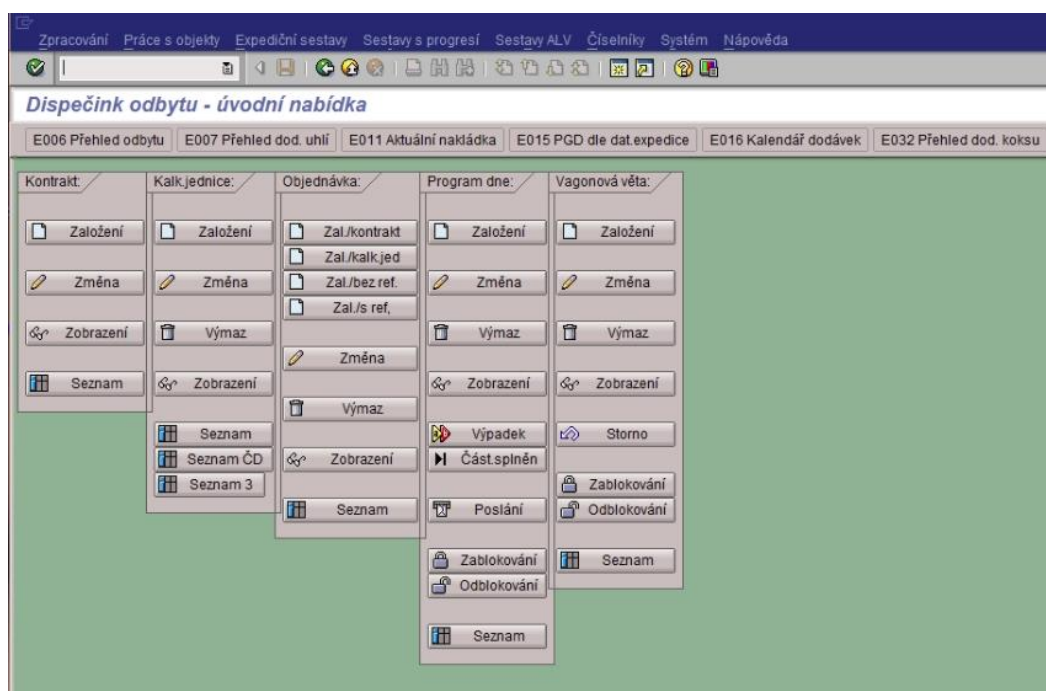 Zpracování Práce s objekty Expediční sestavy Sestavy s progresí Sestavy ALV Číselníky Systém Nápověda
Dispečink odbytu - úvodní nabídka
E006 Přehled odbytu E007 Přehled dod. uhlí E011 Aktuální nakládka E015 PGD dle dat.expedice E016 Kalendář dodávek E032 Přehled dod. koksu
Kontrakt:
Založení
Změna
Zobrazení
Seznam
Kalk.jednice:
Založení
Změna
Výmaz
Zobrazení
Seznam
Seznam ČD
Seznam 3
Objednávka:
Zal./kontrakt
Zal./kalk.jed
Zal./bez ref.
Zal./s ref,
Změna
Výmaz
Zobrazení
Seznam
Program dne:
Založení
Změna
Výmaz
Zobrazení
Výpadek
Část.splněn
Poslání
Zablokování
Odblokování
Seznam
Vagonová věta:
Založení
Změna
Výmaz
Zobrazení
Storno
Zablokování
Odblokování
Seznam